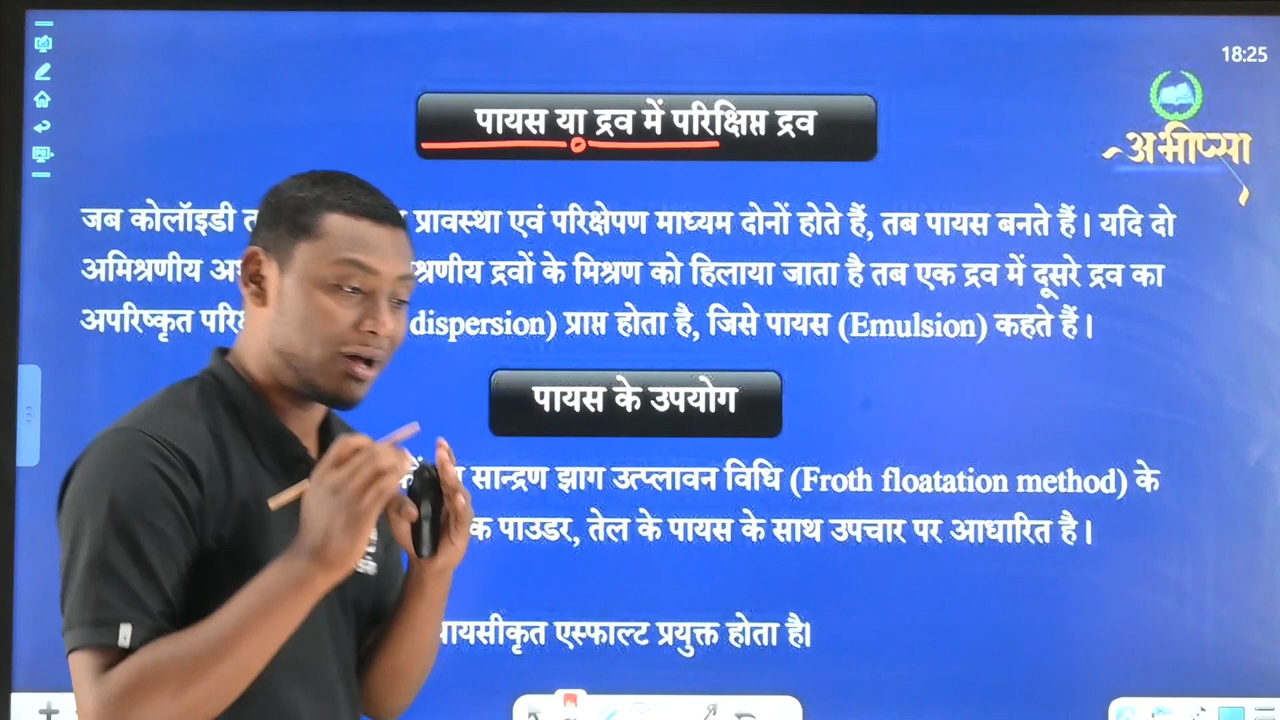 18:25
अभीप्सा
पायस या द्रव में परिक्षिप्त द्रव
जब कोलॉइडी प्रावस्था एवं परिक्षेपण माध्यम दोनों होते हैं, तब पायस बनते हैं। यदि दो
अमिश्रणीय द्रवों के मिश्रण को हिलाया जाता है तब एक द्रव में दूसरे द्रव का
अपरिष्कृत dispersion) प्राप्त होता है, जिसे पायस (Emulsion) कहते हैं।
पायस के उपयोग
सान्द्रण झाग उत्प्लावन विधि (Froth floatation method) के
पाउडर, तेल के पायस के साथ उपचार पर आधारित है।
पायसीकृत एस्फाल्ट प्रयुक्त होता है।